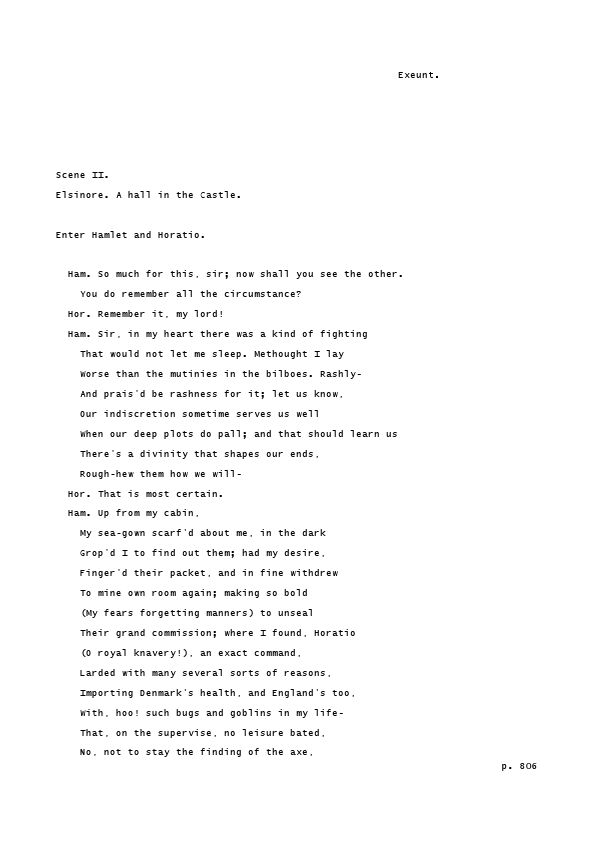 Exeunt.
Scene II.
Elsinore. A hall in the Castle.
Enter Hamlet and Horatio.
Ham. So much for this, sir; now shall you see the other.
You do remember all the circumstance?
Hor. Remember it, my lord!
Ham. Sir, in my heart there was a kind of fighting
That would not let me sleep. Methought I lay
Worse than the mutinies in the bilboes. Rashly-
And prais'd be rashness for it; let us know,
Our indiscretion sometime serves us well
When our deep plots do pall; and that should learn us
There's a divinity that shapes our ends,
Rough-hew them how we will-
Hor. That is most certain.
Ham. Up from my cabin,
My sea-gown scarf'd about me, in the dark
Grop'd I to find out them; had my desire,
Finger'd their packet, and in fine withdrew
To mine own room again; making so bold
(My fears forgetting manners) to unseal
Their grand commission; where I found, Horatio
(O royal knavery!), an exact command,
Larded with many several sorts of reasons,
Importing Denmark's health, and England's too,
With, hoo! such bugs and goblins in my life-
That, on the supervise, no leisure bated,
No, not to stay the finding of the axe,
p. 806